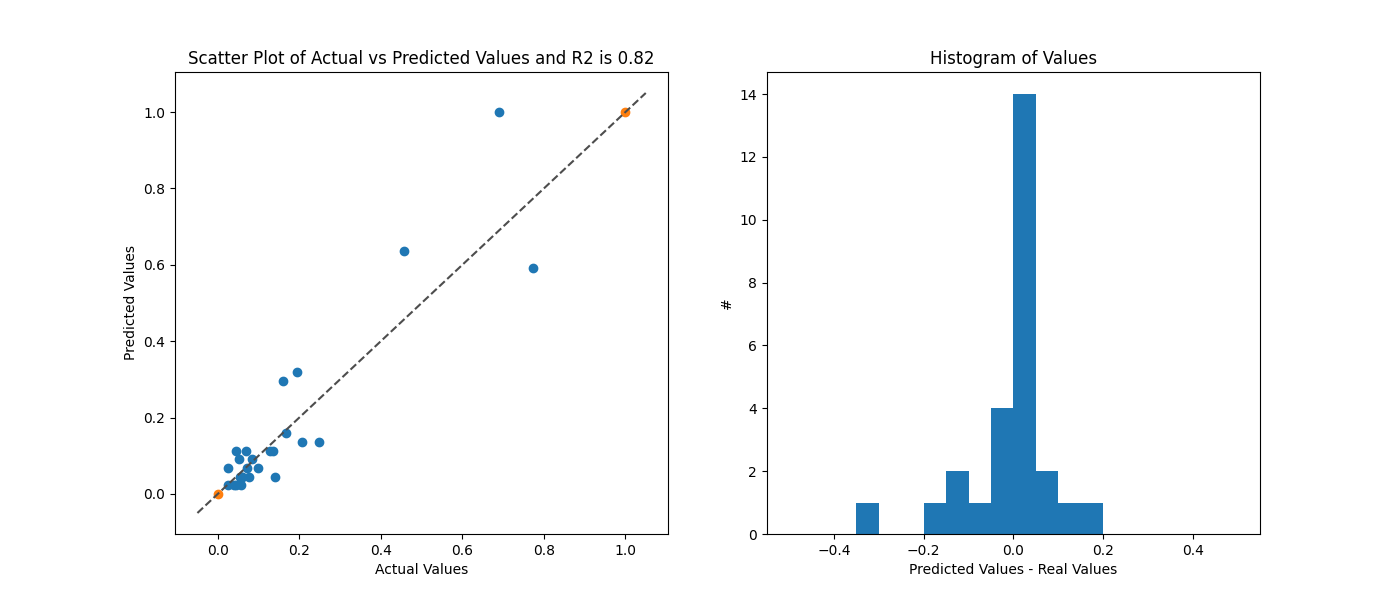 Scatter Plot of Actual vs Predicted Values and R2 is 0.82
Predicted Values
1.0
0.8
0.6
0.4
0.2
0.0
0.0 0.2 0.4 0.6 0.8 1.0
Actual Values
Histogram of Values
#
14
12
10
8
6
4
2
0
−0.4 −0.2 0.0 0.2 0.4
Predicted Values - Real Values